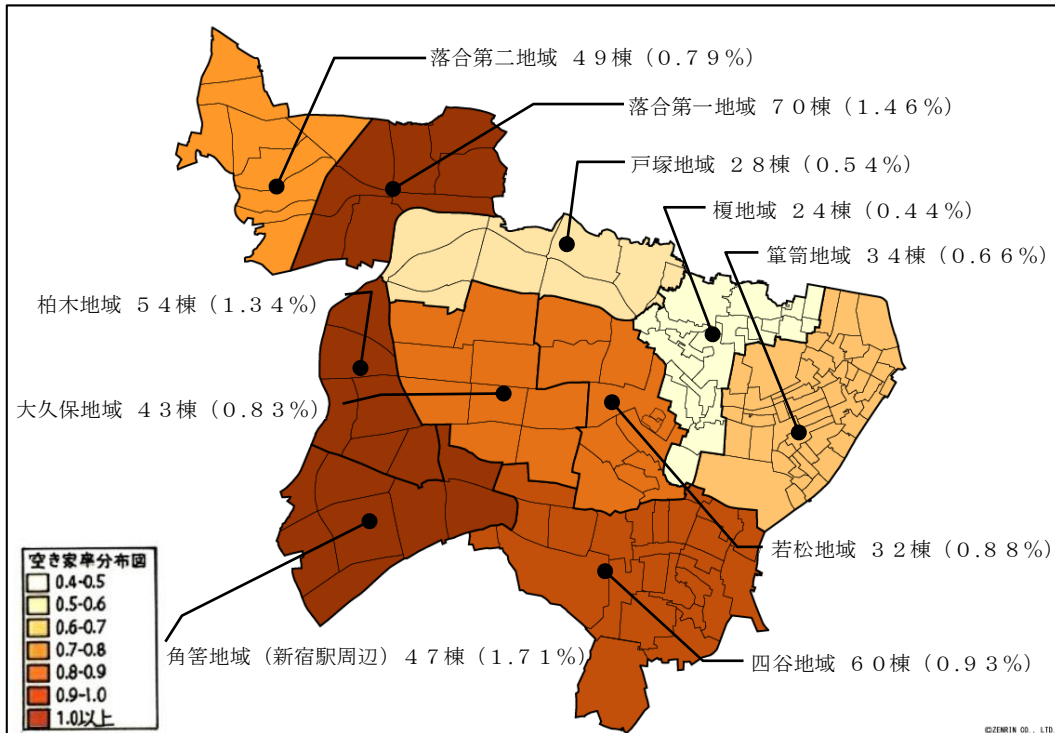 落合第二地域 49棟（0.79％）
落合第一地域 70棟（1.46％）
戸塚地域 28棟（0.54％）
榎地域 24棟（0.44％）
箪笥地域 34棟（0.66％）
柏木地域 54棟（1.34％）
大久保地域 43棟（0.83％）
若松地域 32棟（0.88％）
角筈地域（新宿駅周辺）47棟（1.71％）
四谷地域 60棟（0.93％）
空き家率分布図
0.4-0.5
0.5-0.6
0.6-0.7
0.7-0.8
0.8-0.9
0.9-1.0
1.0以上
©ZENRIN CO., LTD.